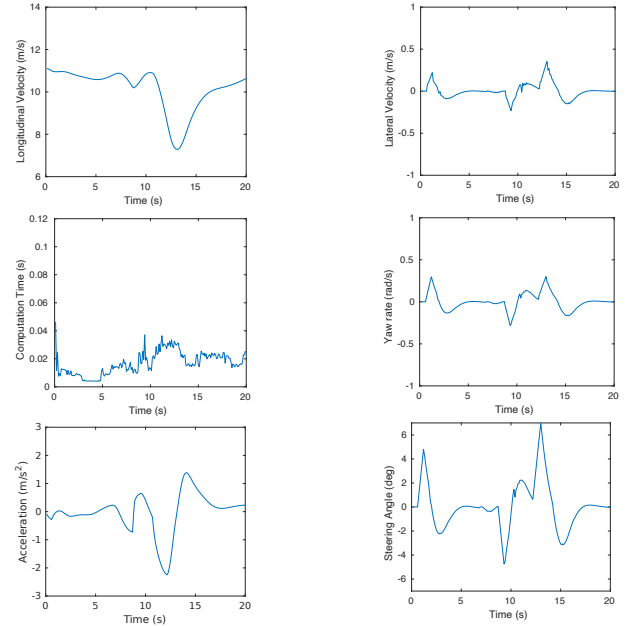 14
12
10
8
6
Longitudinal Velocity (m/s)
0 5 10 15 20
Time (s)
1
0.5
0
-0.5
-1
Lateral Velocity (m/s)
0 5 10 15 20
Time (s)
0.12
0.1
0.08
0.06
0.04
0.02
0
Computation Time (s)
0 5 10 15 20
Time (s)
1
0.5
0
-0.5
-1
Yaw rate (rad/s)
0 5 10 15 20
Time (s)
3
2
1
0
-1
-2
-3
Acceleration (m/s²)
0 5 10 15 20
Time (s)
6
4
2
0
-2
-4
-6
Steering Angle (deg)
0 5 10 15 20
Time (s)